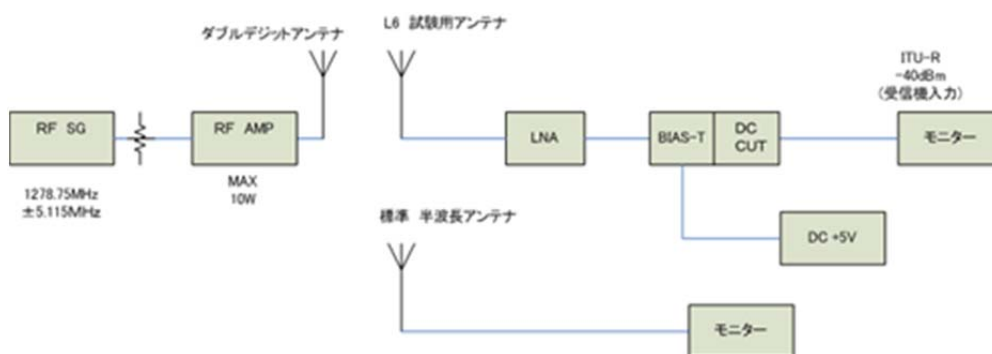 ダブルデジットアンテナ
L6 試験用アンテナ
ITU-R
-40dBm
(受信機入力)
RF SG
RF AMP
LNA
BIAS-T
DC
CUT
モニター
1278.75MHz
±5.115MHz
MAX
10W
標準 半波長アンテナ
DC +5V
モニター